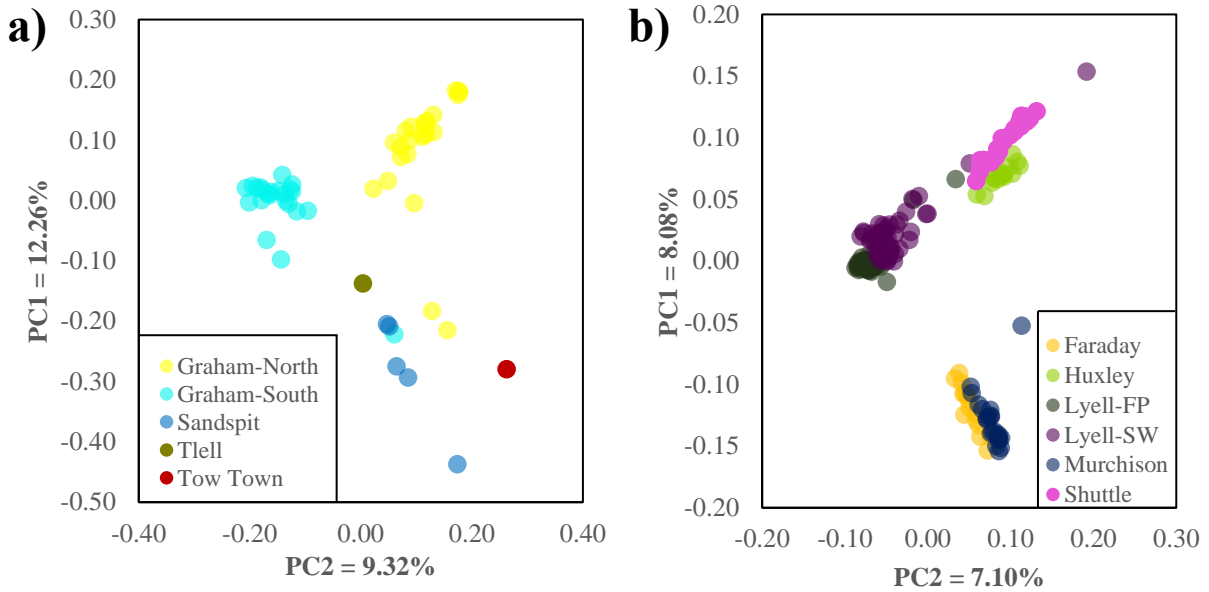 a)
0.30
0.20
0.10
0.00
-0.10
-0.20
-0.30
-0.40
-0.50
PC1 = 12.26%
Graham-North
Graham-South
Sandspit
Tlell
Tow Town
-0.40
-0.20
0.00
0.20
0.40
PC2 = 9.32%
b)
0.20
0.15
0.10
0.05
0.00
-0.05
-0.10
-0.15
-0.20
PC1 = 8.08%
Faraday
Huxley
Lyell-FP
Lyell-SW
Murchison
Shuttle
-0.20
-0.10
0.00
0.10
0.20
0.30
PC2 = 7.10%